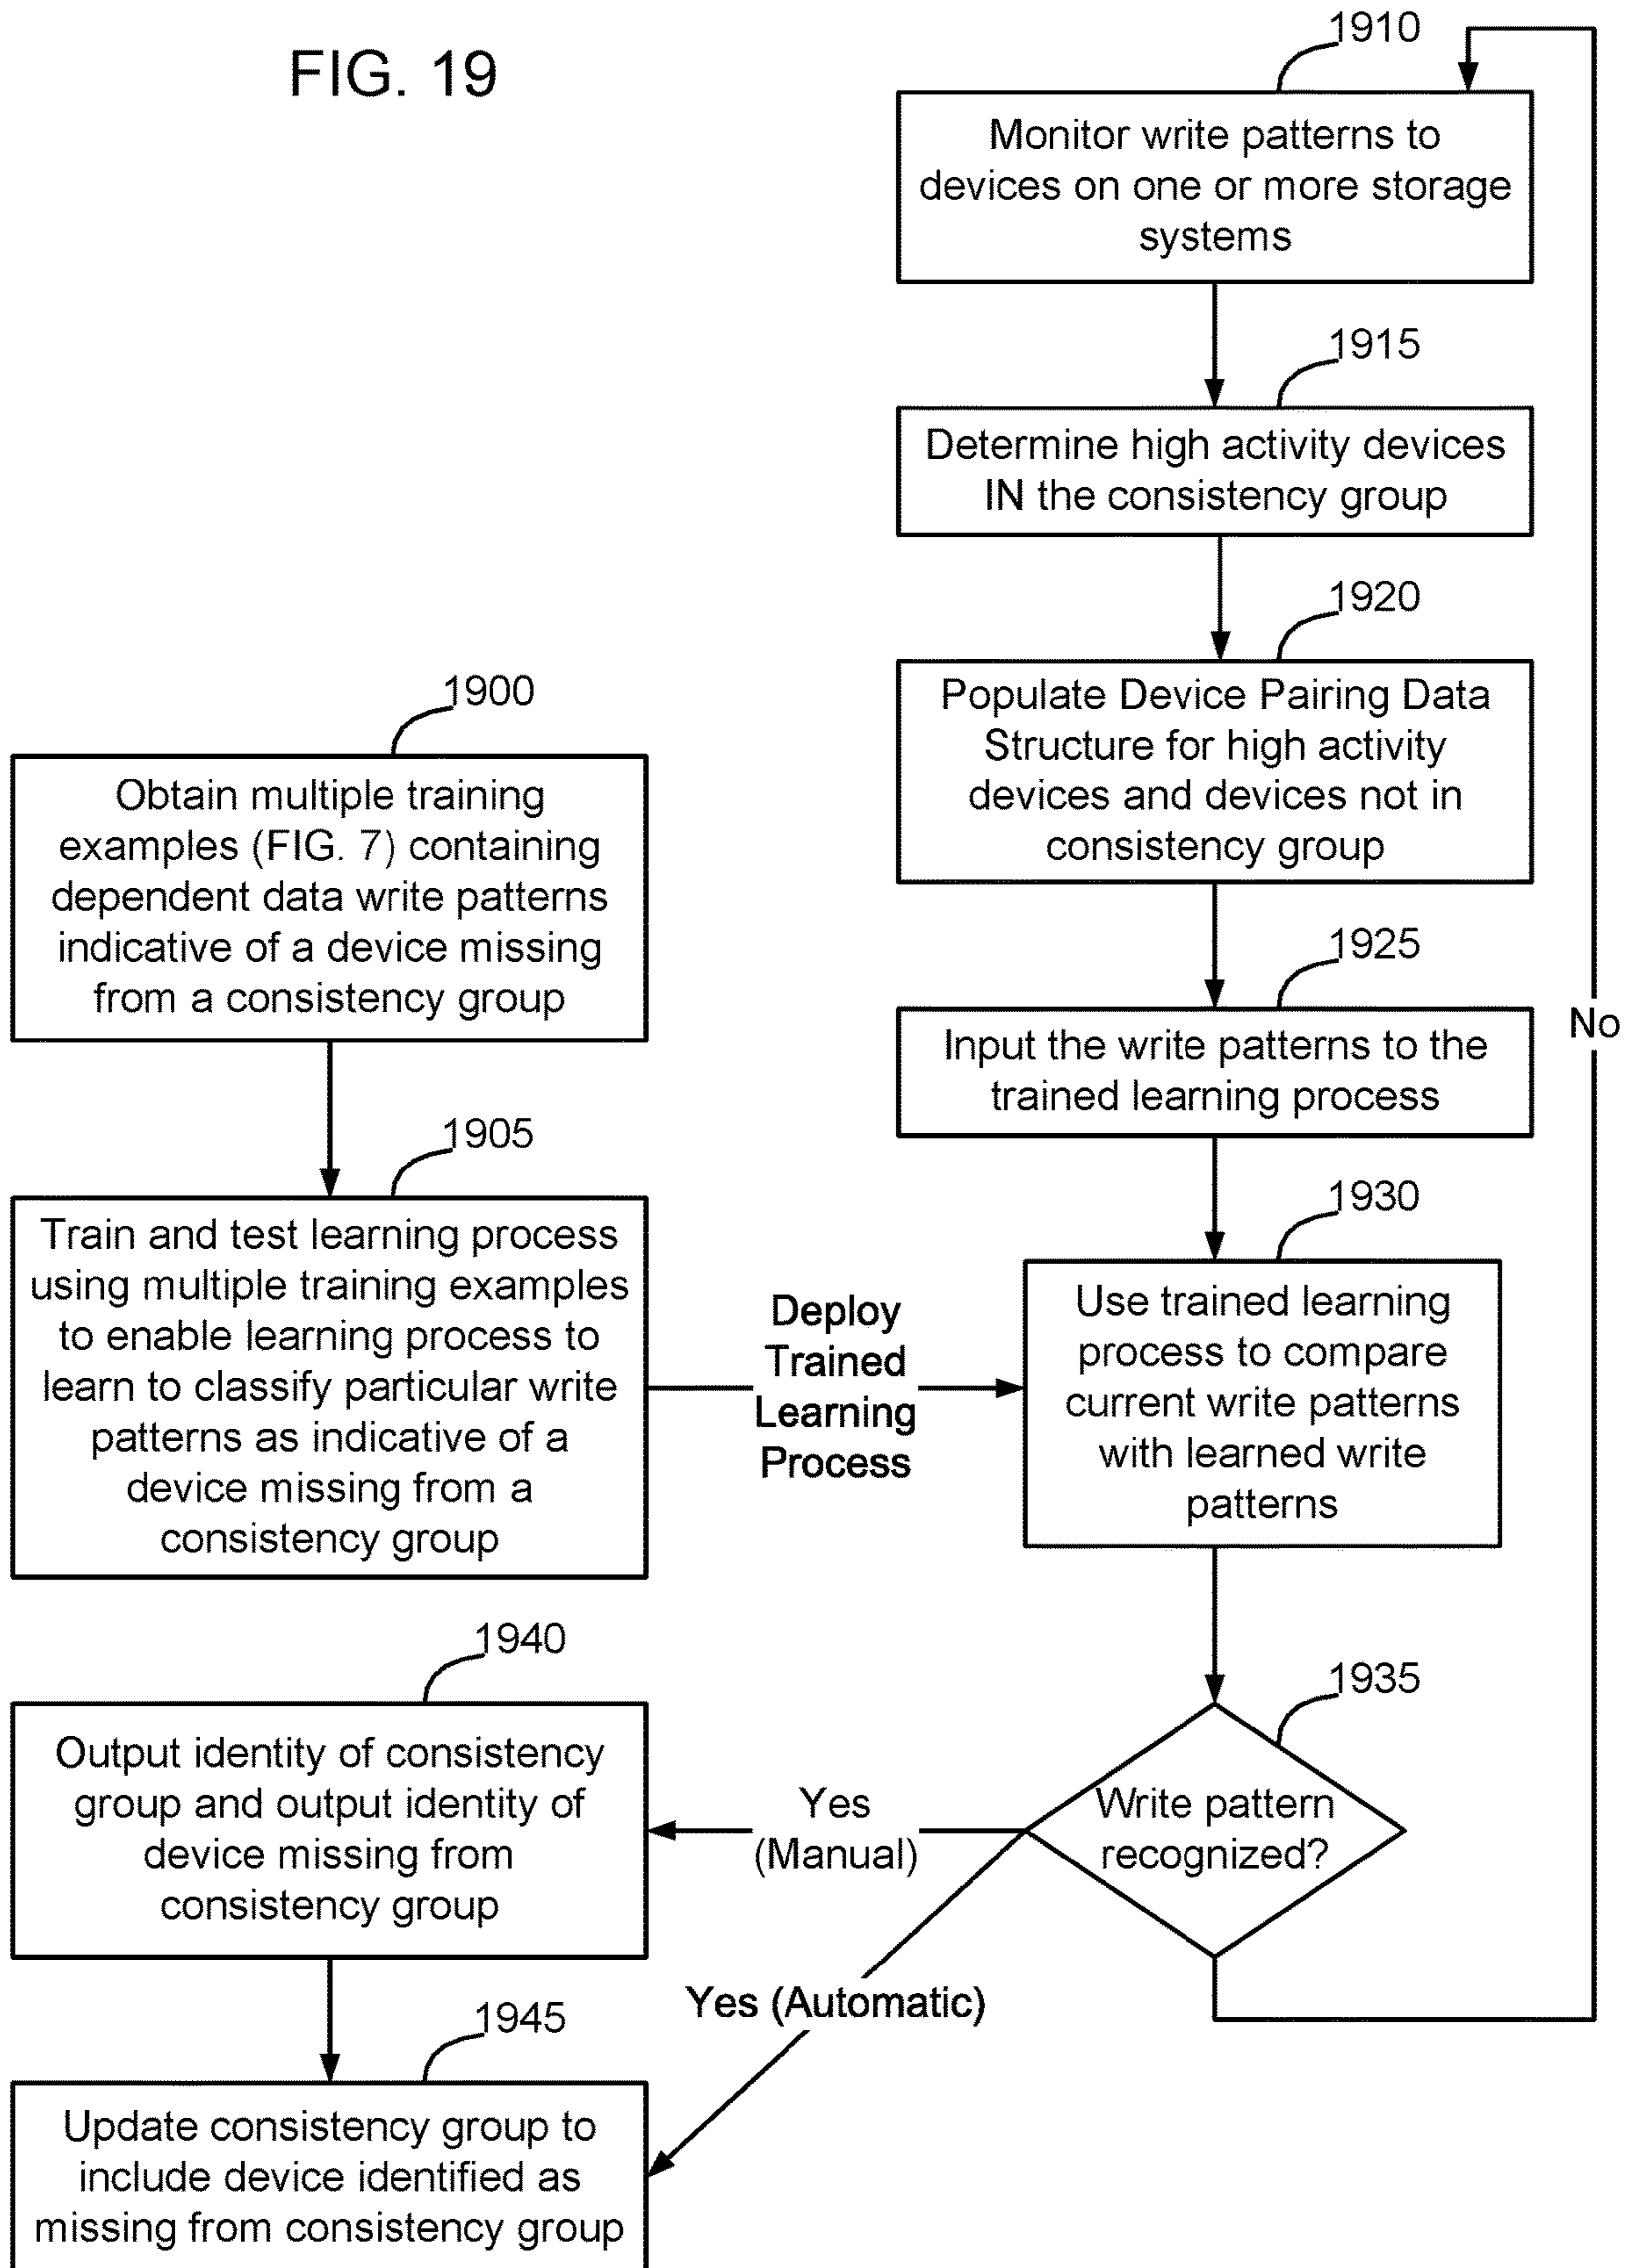 FIG. 19
1910
Monitor write patterns to
devices on one or more storage
systems
1915
Determine high activity devices
IN the consistency group
1920
Populate Device Pairing Data
Structure for high activity
devices and devices not in
consistency group
1925
Input the write patterns to the
trained learning process
No
1900
Obtain multiple training
examples (FIG. 7) containing
dependent data write patterns
indicative of a device missing
from a consistency group
1905
Train and test learning process
using multiple training examples
to enable learning process to
learn to classify particular write
patterns as indicative of a
device missing from a
consistency group
Deploy
Trained
Learning
Process
1930
Use trained learning
process to compare
current write patterns
with learned write
patterns
1935
Write pattern
recognized?
Yes
(Manual)
Yes (Automatic)
1940
Output identity of consistency
group and output identity of
device missing from
consistency group
1945
Update consistency group to
include device identified as
missing from consistency group